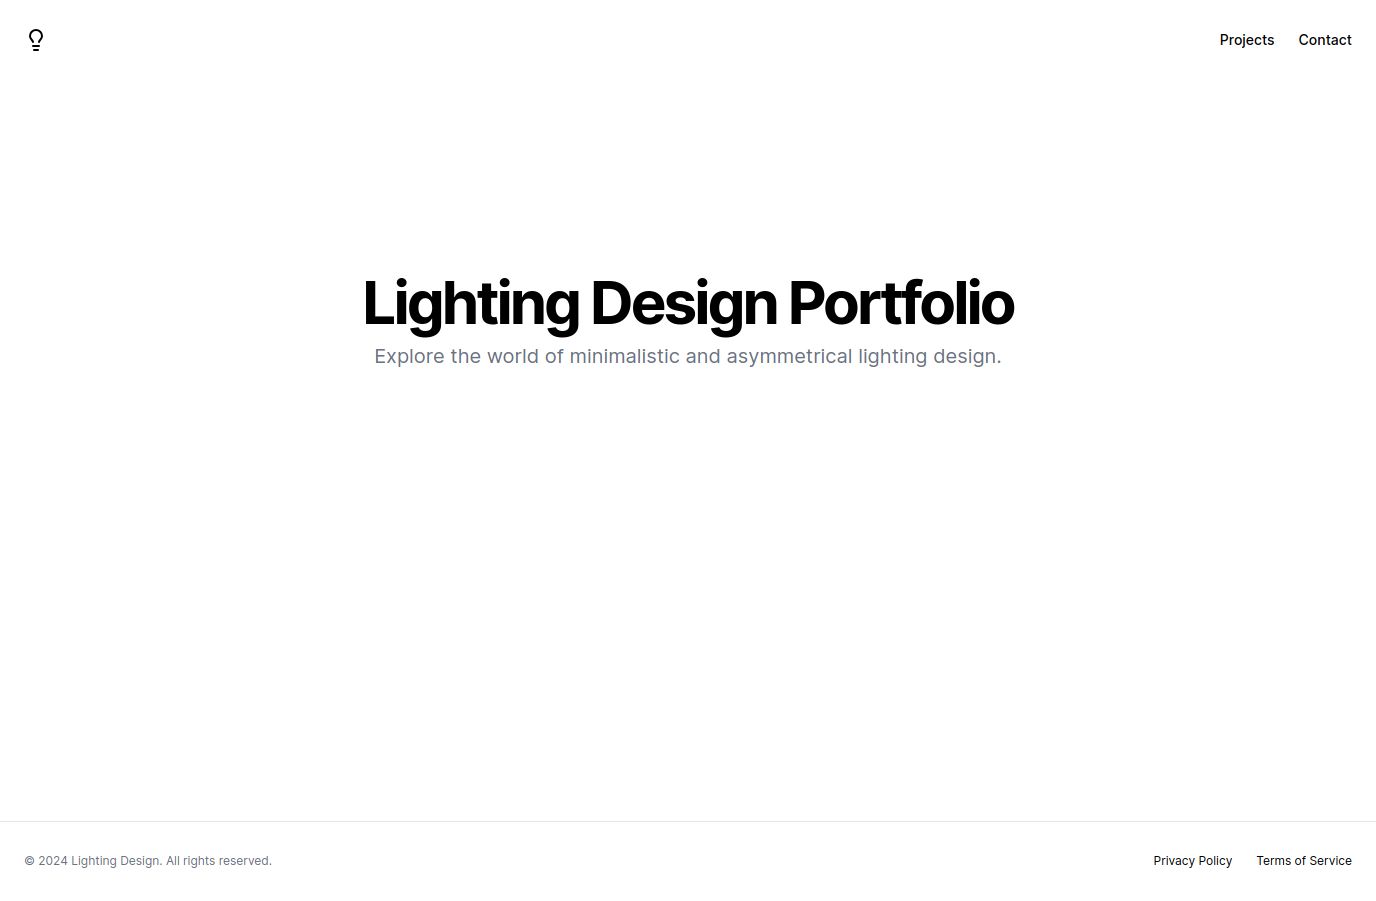 Projects Contact
Lighting Design Portfolio
Explore the world of minimalistic and asymmetrical lighting design.
© 2024 Lighting Design. All rights reserved.
Privacy Policy Terms of Service